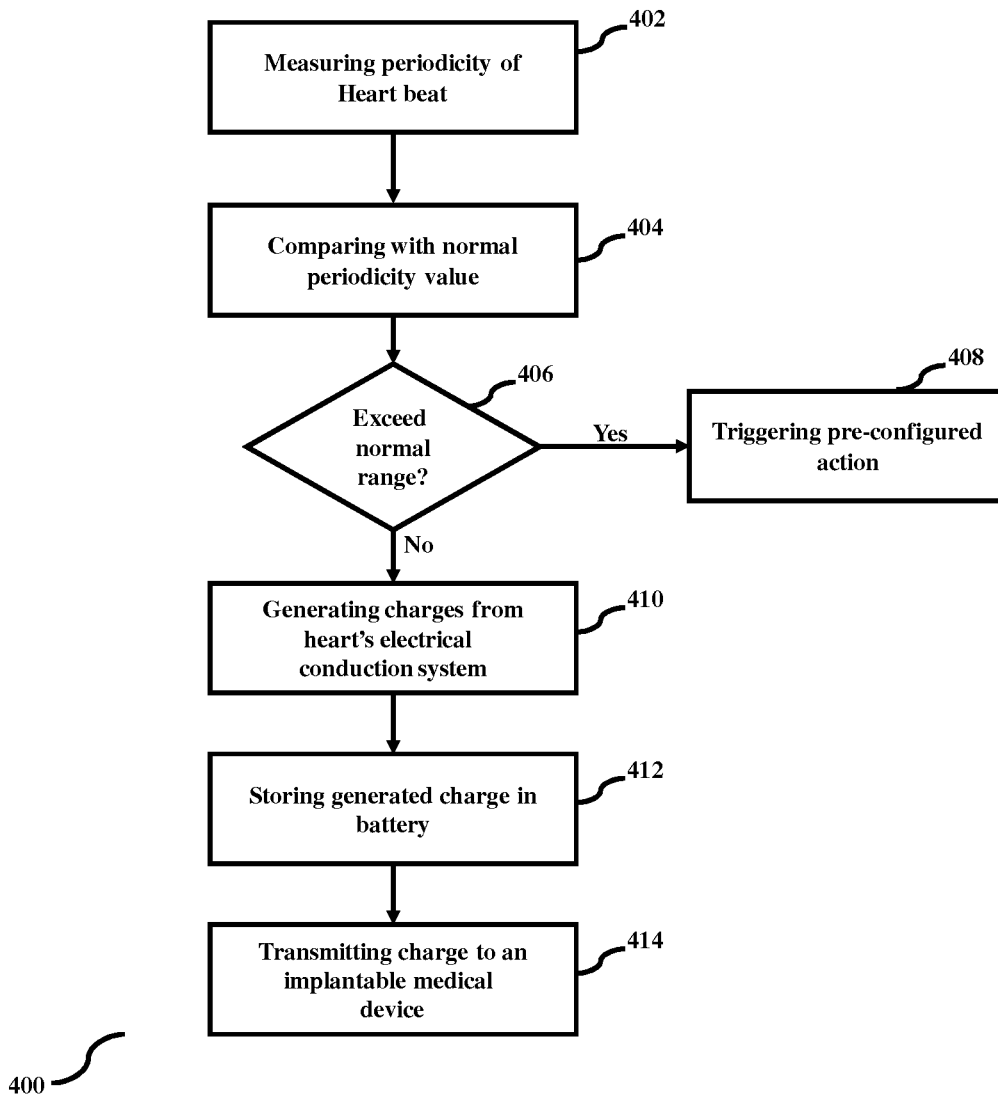 402
Measuring periodicity of
Heart beat
404
Comparing with normal
periodicity value
406
Exceed
normal
range?
Yes
408
Triggering pre-configured
action
No
410
Generating charges from
heart's electrical
conduction system
412
Storing generated charge in
battery
414
Transmitting charge to an
implantable medical
device
400